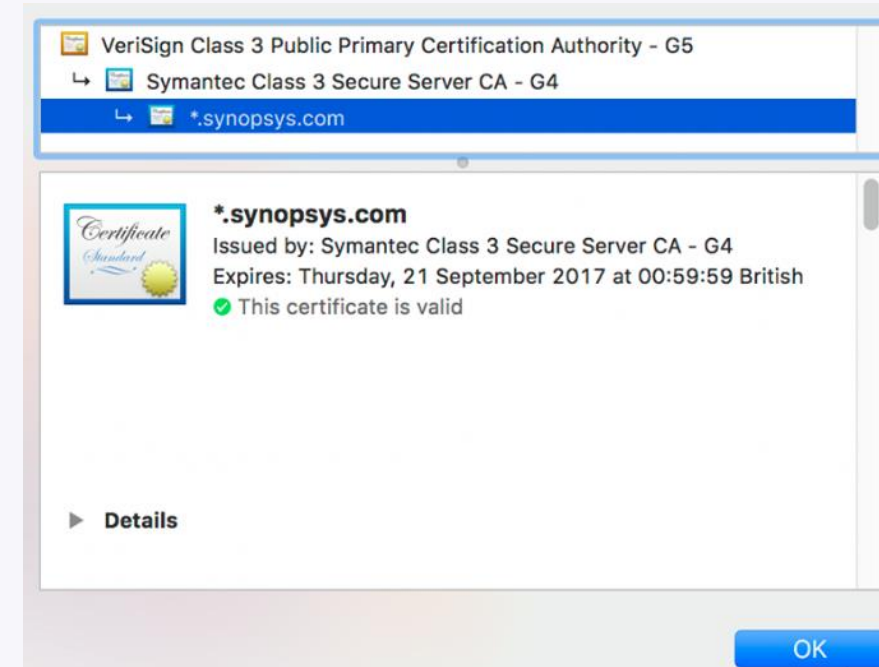 VeriSign Class 3 Public Primary Certification Authority - G5
↳ Symantec Class 3 Secure Server CA - G4
↳ *.synopsys.com
Certificate
Standard
*.synopsys.com
Issued by: Symantec Class 3 Secure Server CA - G4
Expires: Thursday, 21 September 2017 at 00:59:59 British
This certificate is valid
Details
OK